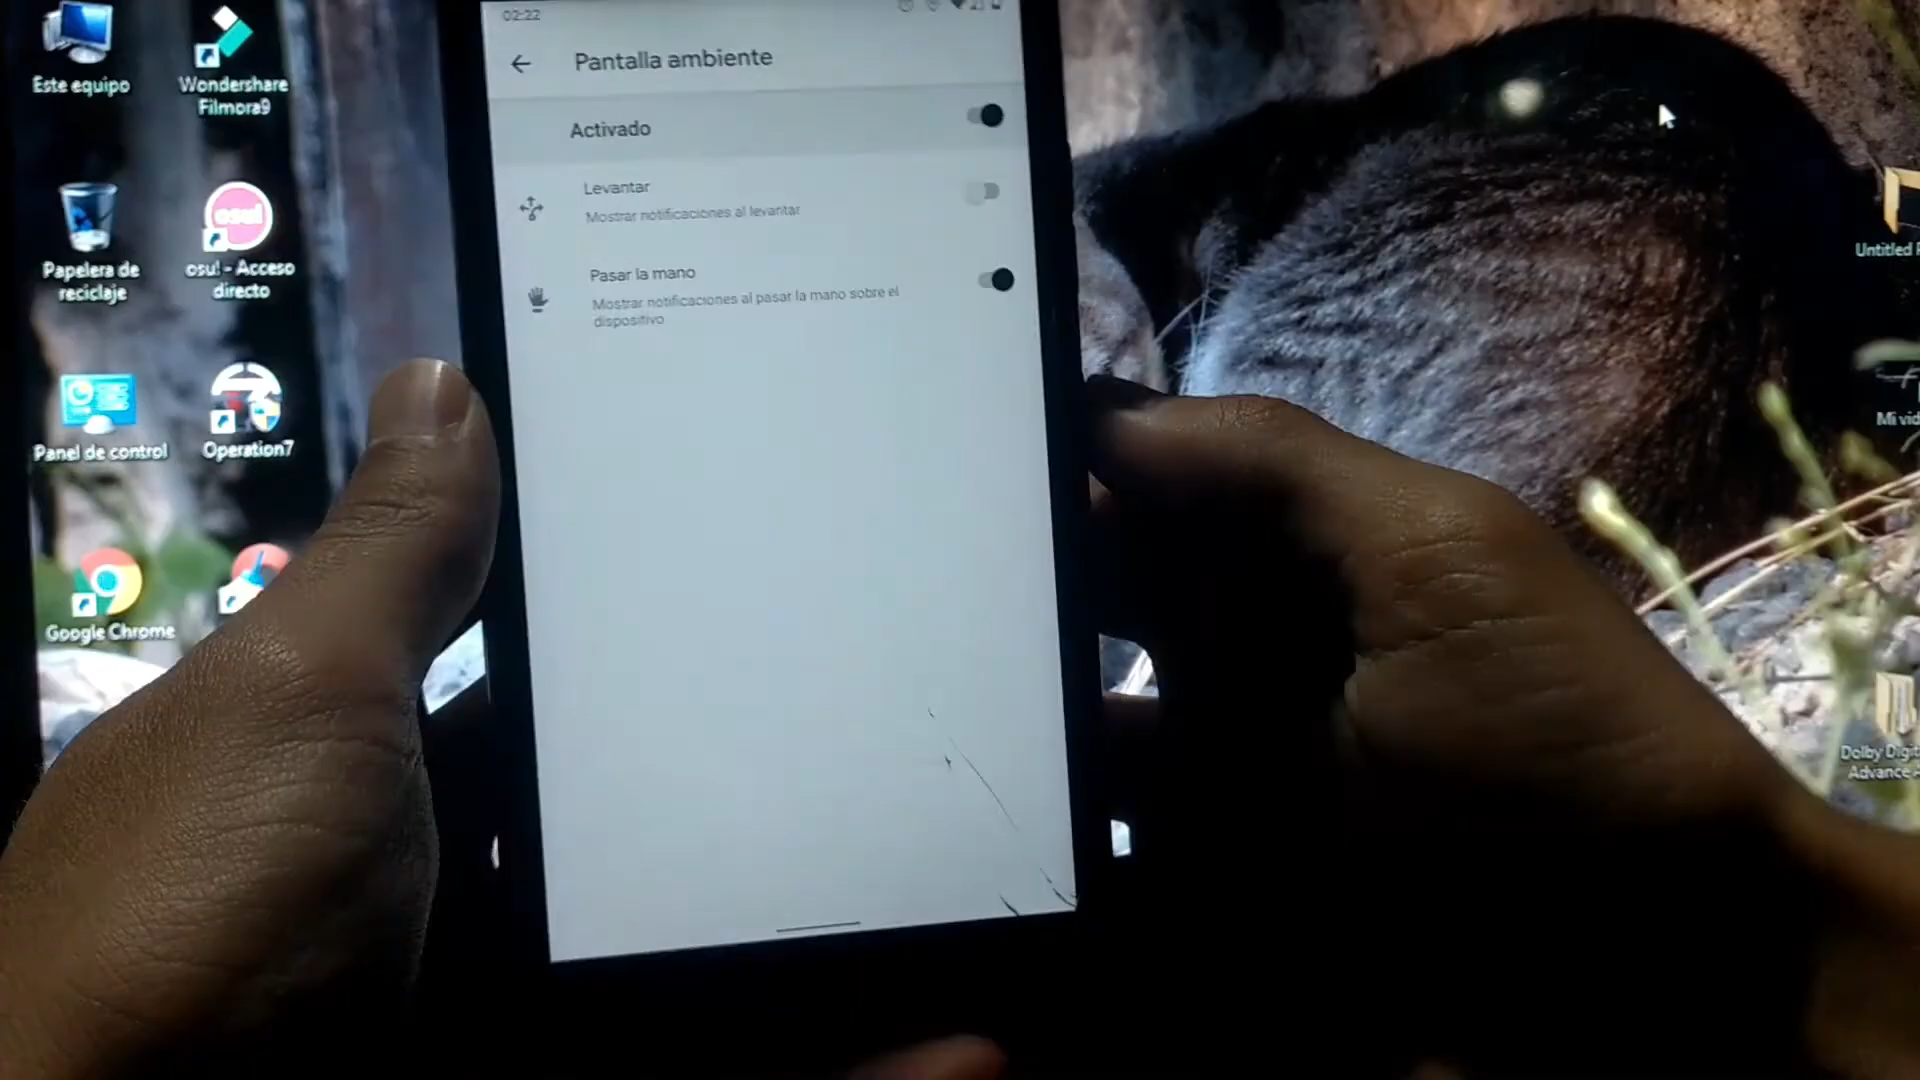 02:22
Pantalla ambiente
Activado
Levantar
Mostrar notificaciones al levantar
Pasar la mano
Mostrar notificaciones al pasar la mano sobre el
dispositivo
Este equipo
Wondershare
Filmora9
Papelera de
reciclaje
osu!
osu! - Acceso
directo
Panel de control
Operation7
Google Chrome
Untitled
Mi
Dolby
Advance